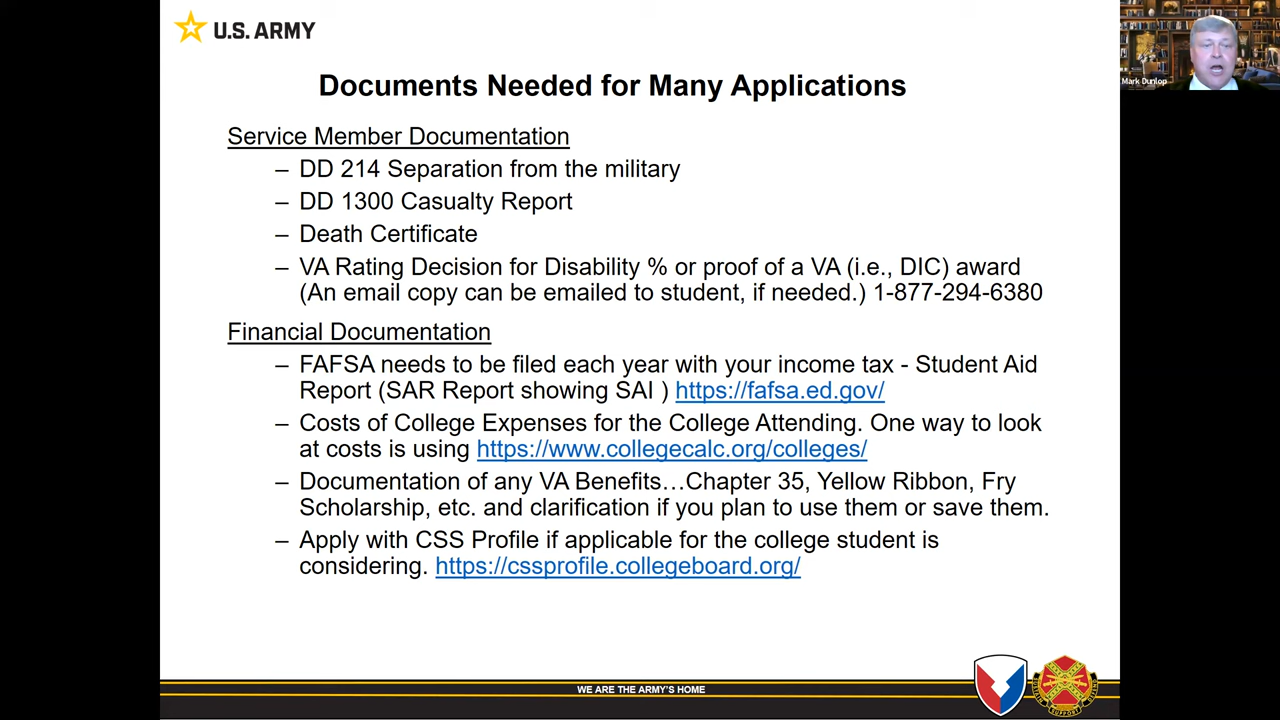 U.S. ARMY
Mark Dunlop
Documents Needed for Many Applications
Service Member Documentation
– DD 214 Separation from the military
– DD 1300 Casualty Report
– Death Certificate
– VA Rating Decision for Disability % or proof of a VA (i.e., DIC) award
(An email copy can be emailed to student, if needed.) 1-877-294-6380
Financial Documentation
– FAFSA needs to be filed each year with your income tax - Student Aid
Report (SAR Report showing SAI ) https://fafsa.ed.gov/
– Costs of College Expenses for the College Attending. One way to look
at costs is using https://www.collegecalc.org/colleges/
– Documentation of any VA Benefits…Chapter 35, Yellow Ribbon, Fry
Scholarship, etc. and clarification if you plan to use them or save them.
– Apply with CSS Profile if applicable for the college student is
considering. https://cssprofile.collegeboard.org/
WE ARE THE ARMY'S HOME